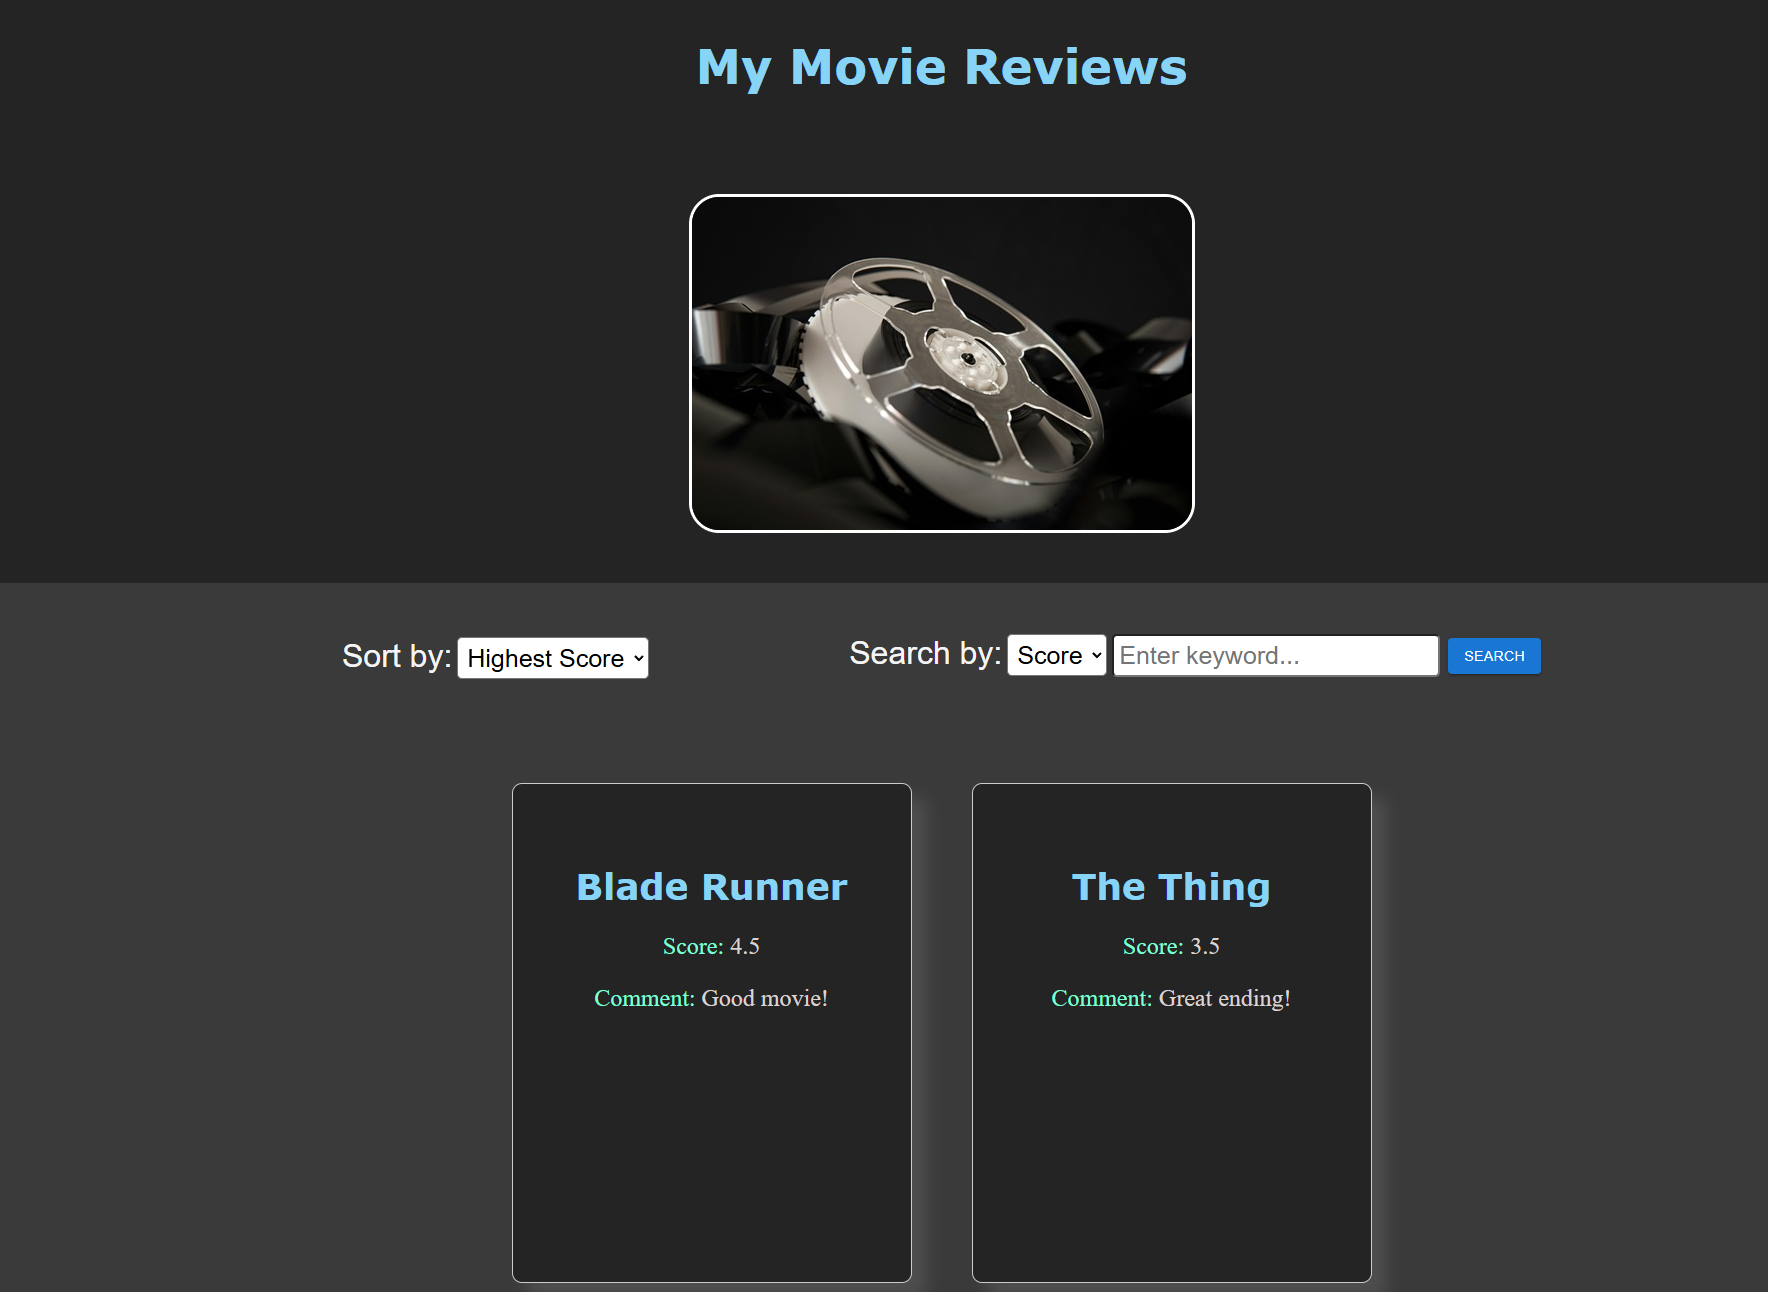 My Movie Reviews
Sort by: Highest Score
Search by: Score Enter keyword... SEARCH
Blade Runner
Score: 4.5
Comment: Good movie!
The Thing
Score: 3.5
Comment: Great ending!